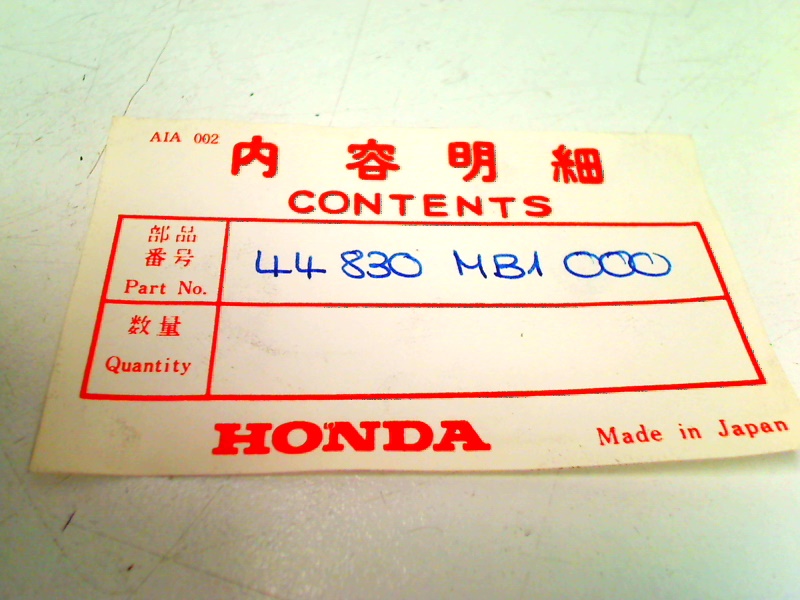 AIA 002
内容明細
CONTENTS
部品
番号
Part No.
44 830 MB1 000
数量
Quantity
HONDA
Made in Japan